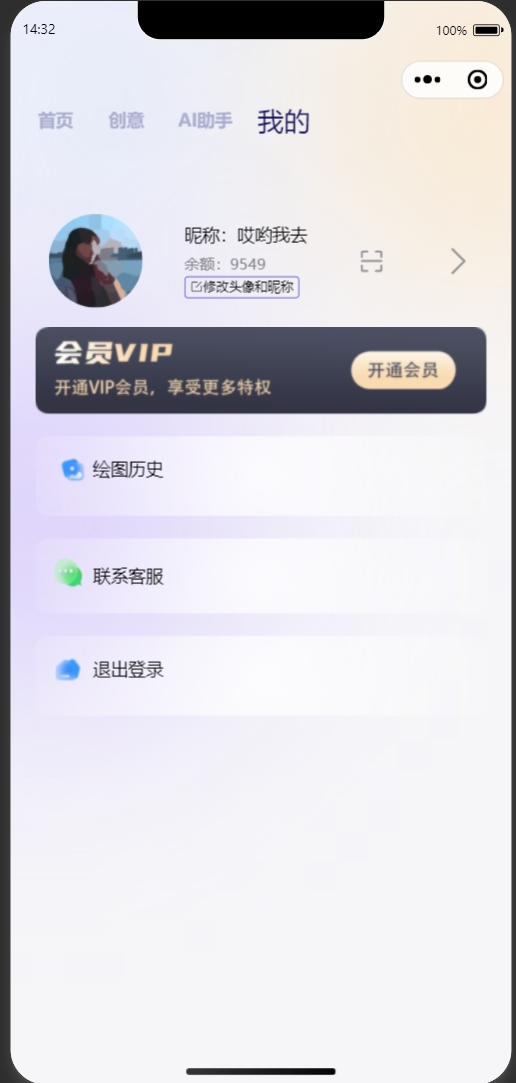 14:32
100%
首页 创意 AI助手 我的
昵称：哎哟我去
余额：9549
修改头像和昵称
会员VIP
开通VIP会员，享受更多特权
开通会员
绘图历史
联系客服
退出登录